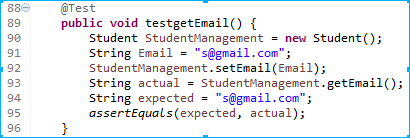 88 @Test
89 public void testgetEmail() {
90 Student StudentManagement = new Student();
91 String Email = "s@gmail.com";
92 StudentManagement.setEmail(Email);
93 String actual = StudentManagement.getEmail();
94 String expected = "s@gmail.com";
95 assertEquals(expected, actual);
96 }